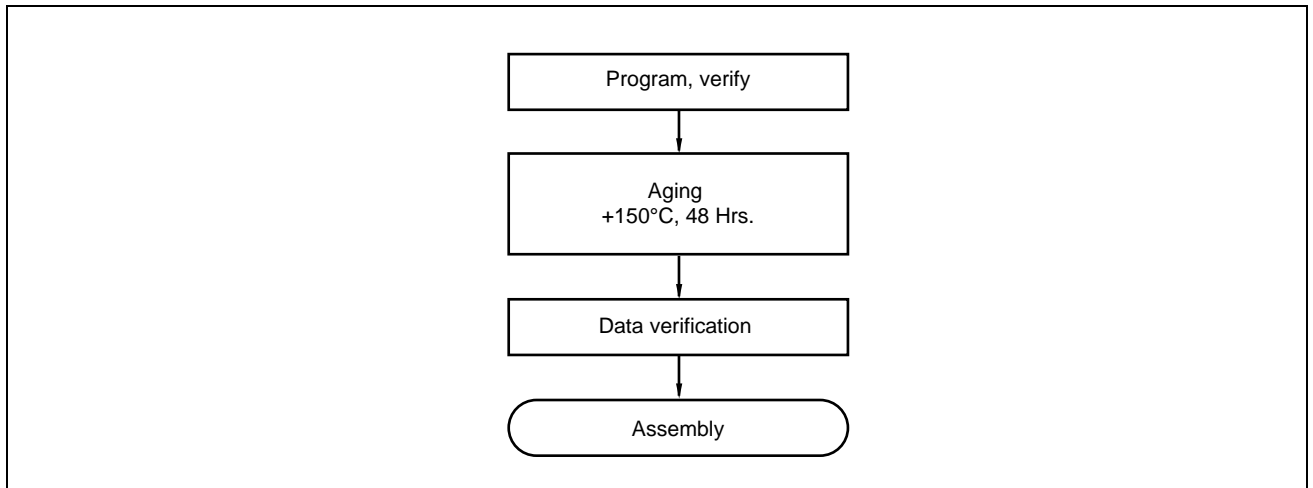 Program, verify
Aging
+150°C, 48 Hrs.
Data verification
Assembly